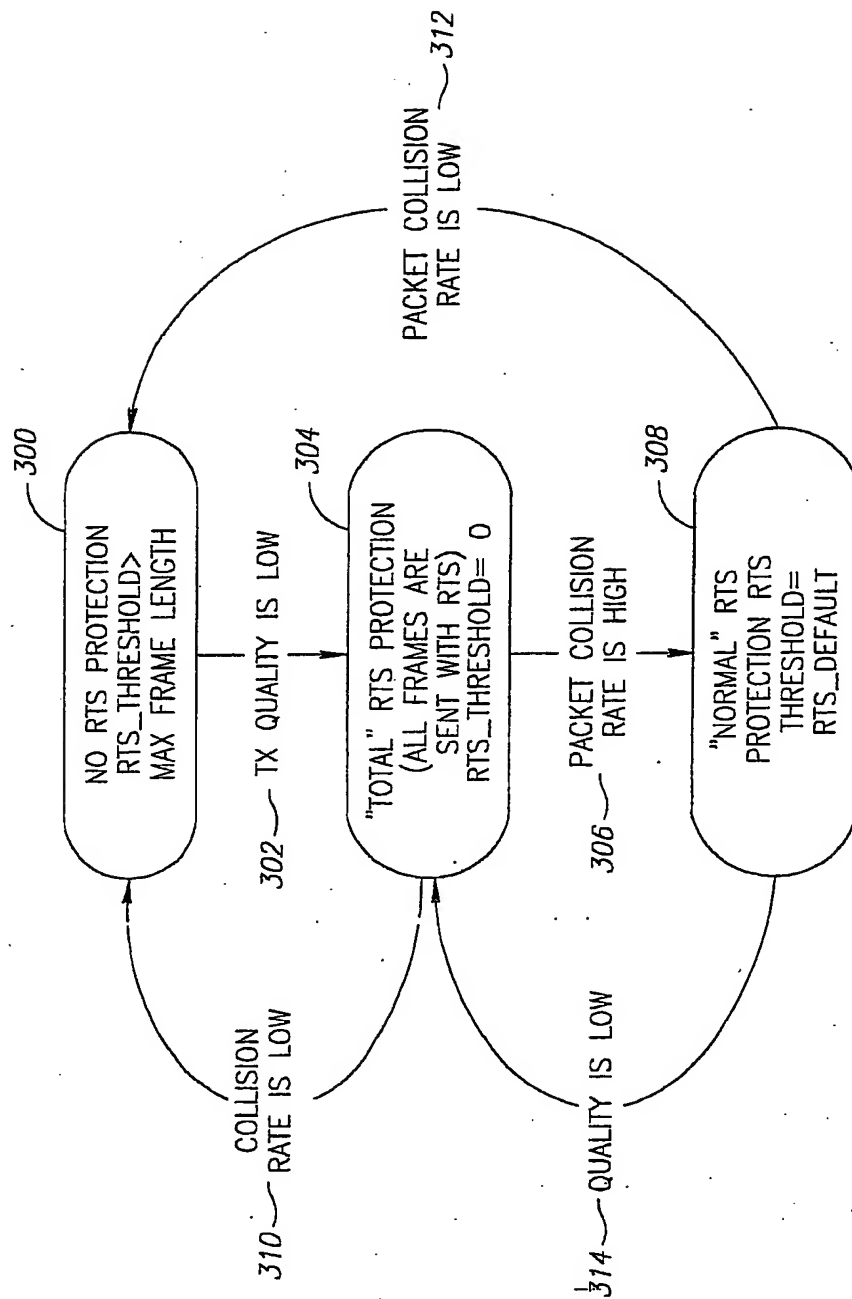 300
NO RTS PROTECTION
RTS_THRESHOLD>
MAX FRAME LENGTH
310
COLLISION
RATE IS LOW
302
TX QUALITY IS LOW
PACKET COLLISION
RATE IS LOW
312
304
"TOTAL" RTS PROTECTION
(ALL FRAMES ARE
SENT WITH RTS)
RTS_THRESHOLD= 0
314
QUALITY IS LOW
306
PACKET COLLISION
RATE IS HIGH
308
"NORMAL" RTS
PROTECTION RTS
THRESHOLD=
RTS_DEFAULT